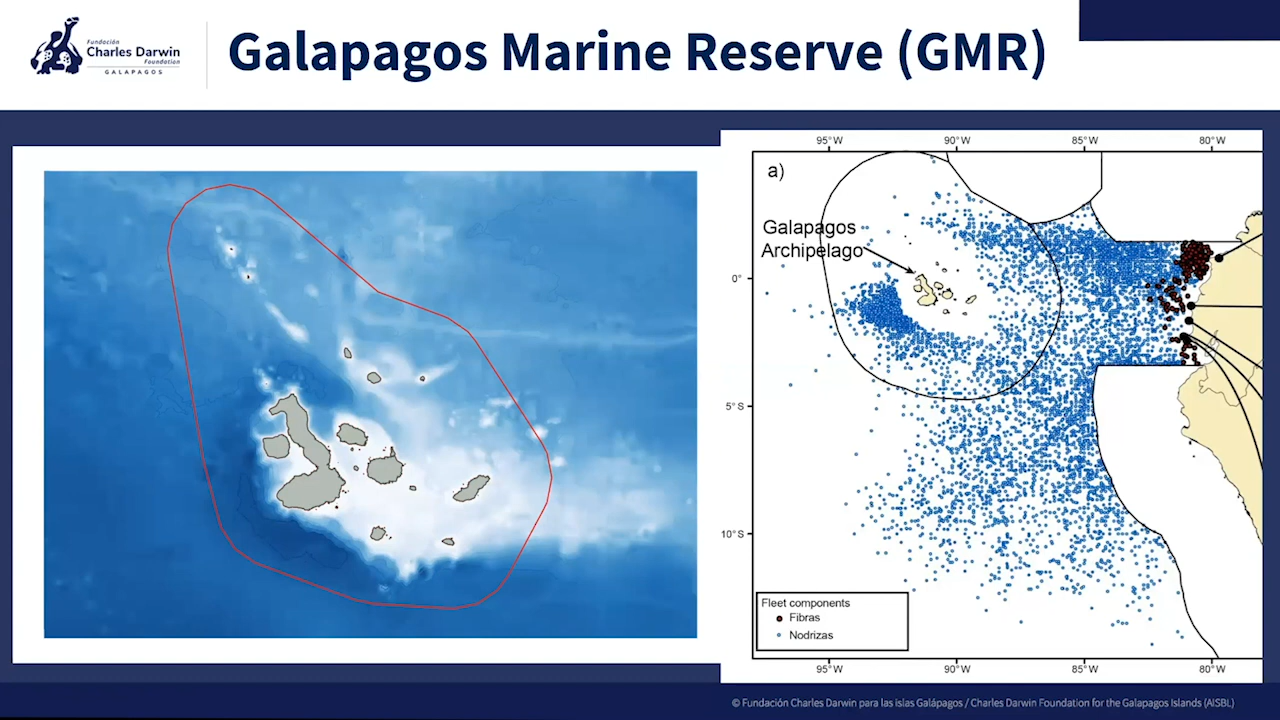 Fundación
Charles Darwin
Foundation
GALAPAGOS
Galapagos Marine Reserve (GMR)
95°W 90°W 85°W 80°W
a)
Galapagos
Archipelago
0°
5°S
10°S
Fleet components
Fibras
Nodrizas
95°W 90°W 85°W 80°W
© Fundación Charles Darwin para las islas Galápagos / Charles Darwin Foundation for the Galapagos Islands (AISBL)